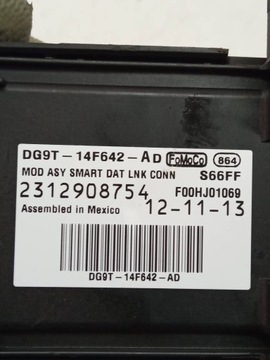 DG9T-14F642-AD FoMoCo 864
MOD ASY SMART DAT LNK CONN S66FF
2312908754 F00HJ01069
Assembled in Mexico 12-11-13
DG9T-14F642-AD